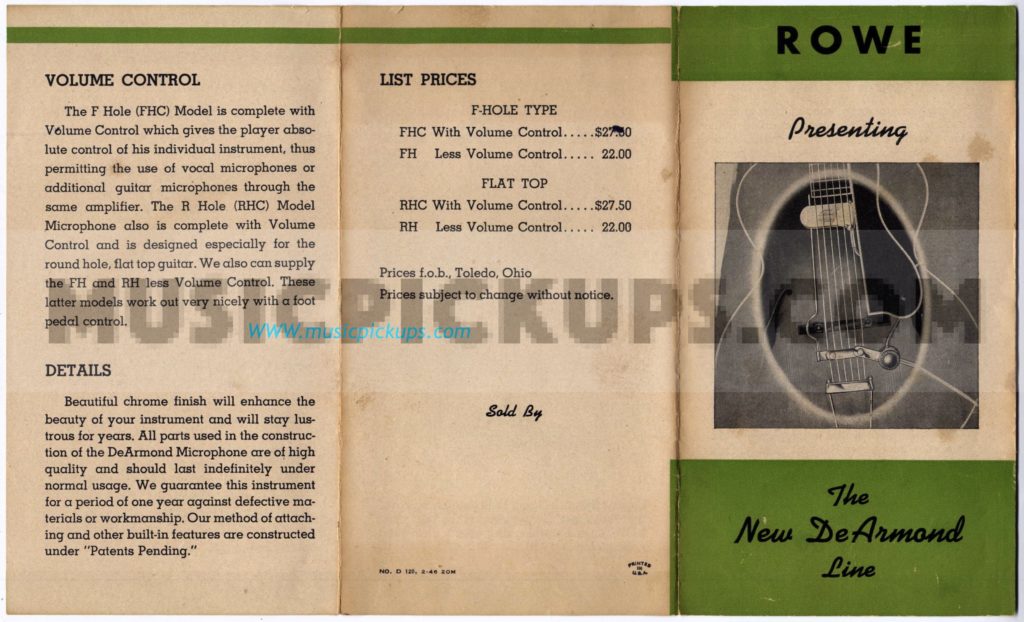 VOLUME CONTROL
The F Hole (FHC) Model is complete with
Volume Control which gives the player abso-
lute control of his individual instrument, thus
permitting the use of vocal microphones or
additional guitar microphones through the
same amplifier. The R Hole (RHC) Model
Microphone also is complete with Volume
Control and is designed especially for the
round hole, flat top guitar. We also can supply
the FH and RH less Volume Control. These
latter models work out very nicely with a foot
pedal control.
DETAILS
Beautiful chrome finish will enhance the
beauty of your instrument and will stay lus-
trous for years. All parts used in the construc-
tion of the DeArmond Microphone are of high
quality and should last indefinitely under
normal usage. We guarantee this instrument
for a period of one year against defective ma-
terials or workmanship. Our method of attach-
ing and other built-in features are constructed
under "Patents Pending."
LIST PRICES
F-HOLE TYPE
FHC With Volume Control.....$27.50
FH Less Volume Control..... 22.00
FLAT TOP
RHC With Volume Control.....$27.50
RH Less Volume Control..... 22.00
Prices f.o.b., Toledo, Ohio
Prices subject to change without notice.
Sold By
NO. D 120, 2-46 20M
PRINTED
IN
U.S.A.
ROWE
Presenting
The
New DeArmond
Line
MUSICPICKUPS.COM
WWW.musicpickups.com